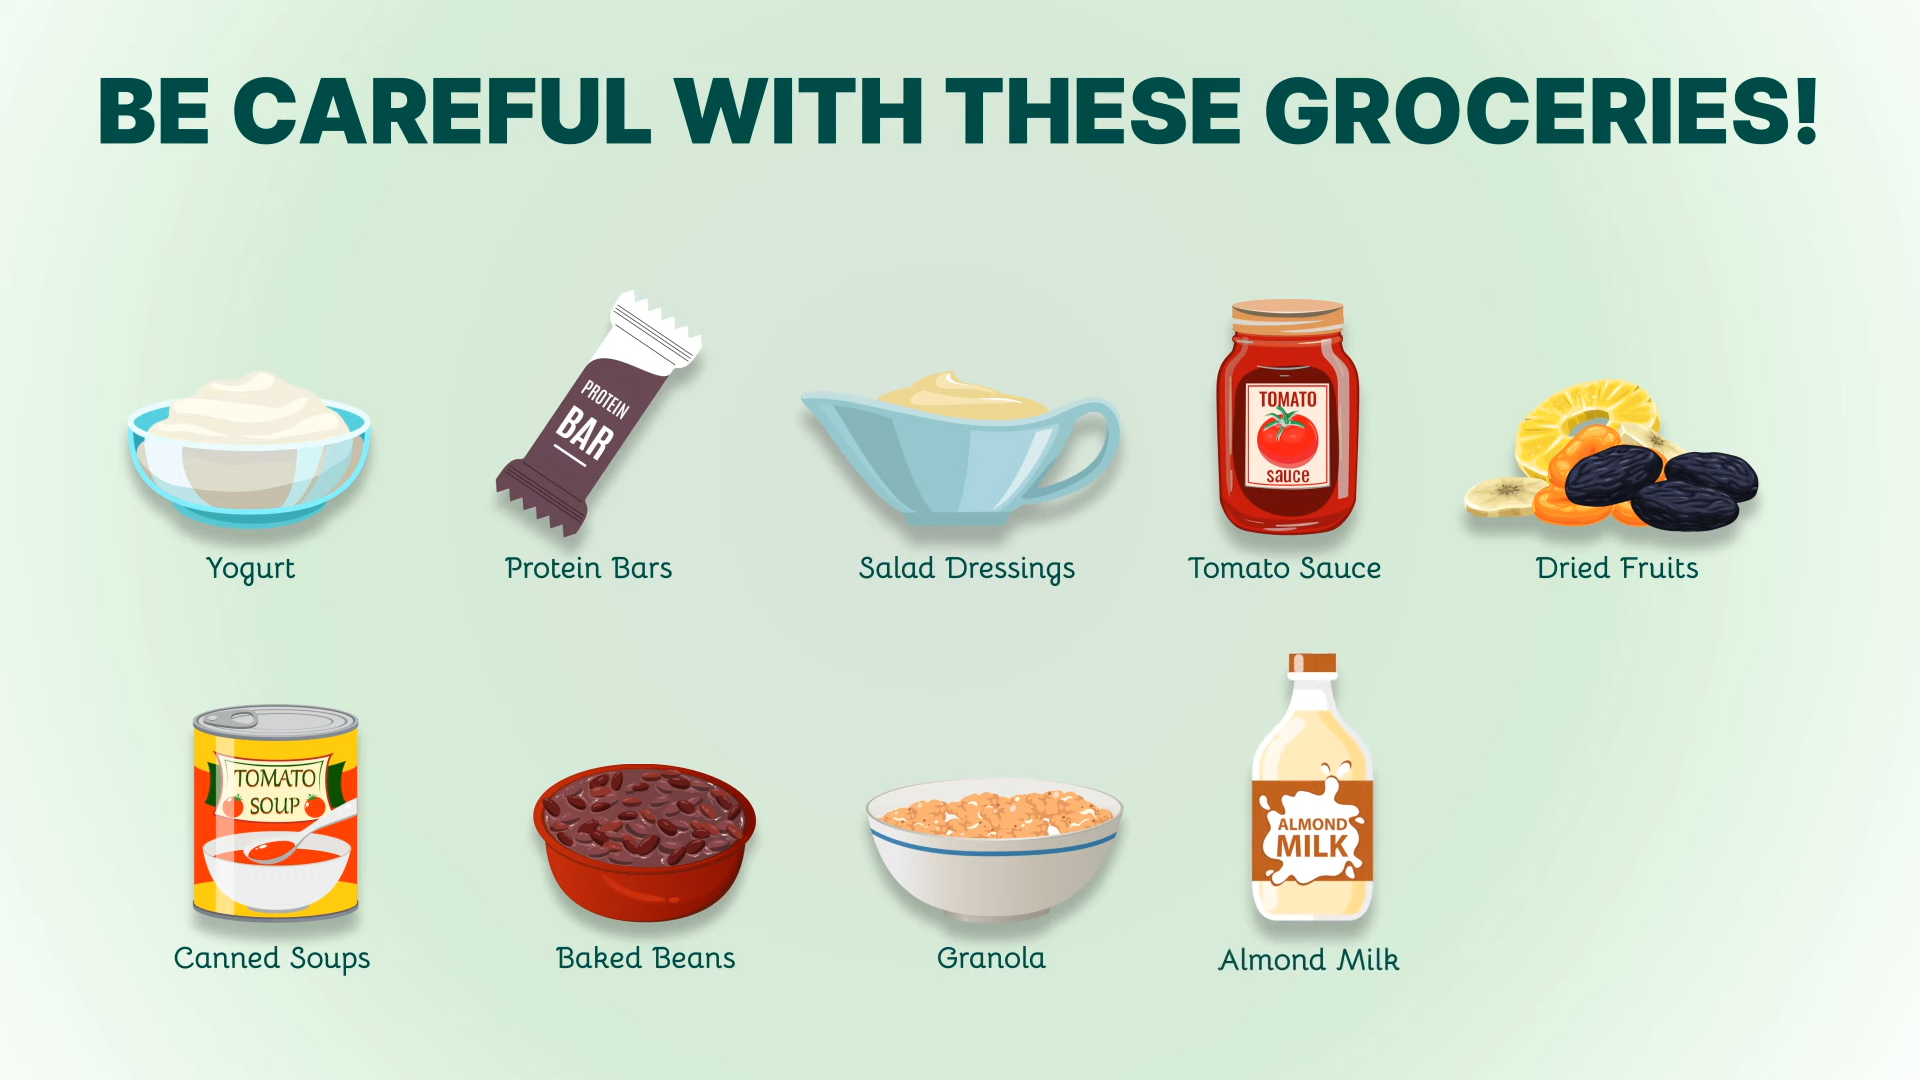 BE CAREFUL WITH THESE GROCERIES!
PROTEIN
BAR
TOMATO
sauce
Yogurt
Protein Bars
Salad Dressings
Tomato Sauce
Dried Fruits
TOMATO
SOUP
ALMOND
MILK
Canned Soups
Baked Beans
Granola
Almond Milk